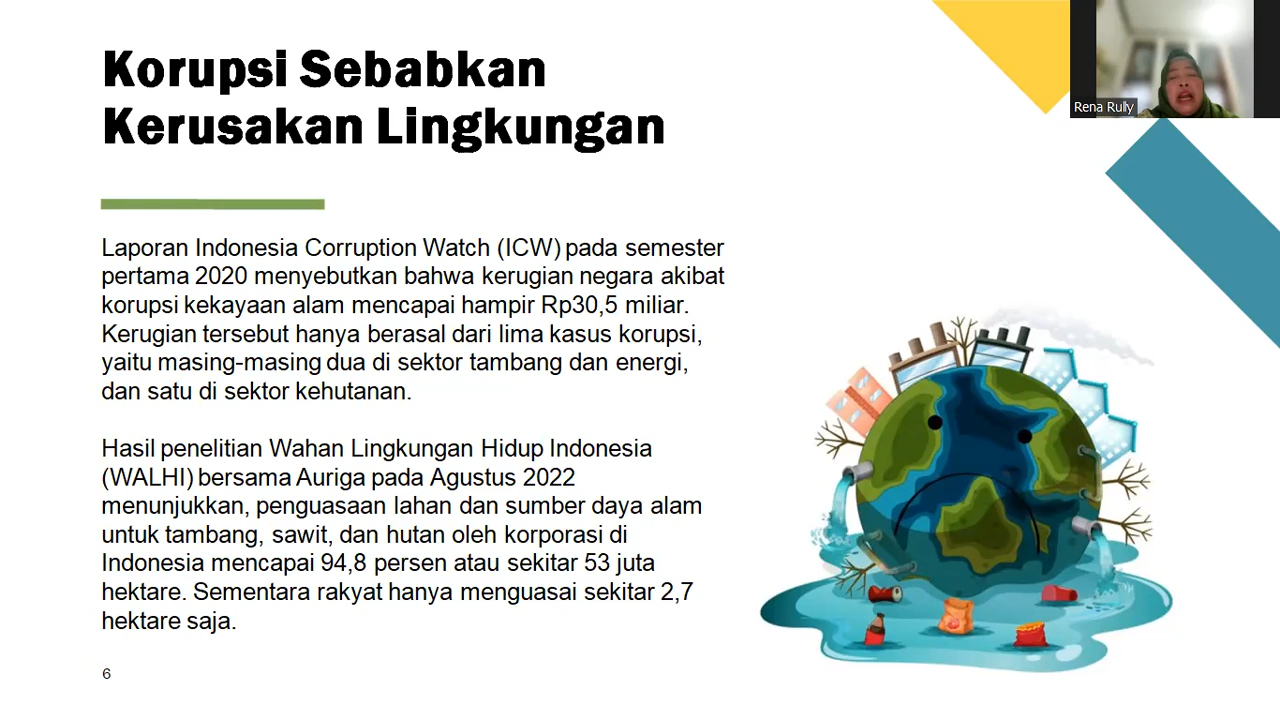 Korupsi Sebabkan
Kerusakan Lingkungan
Rena Rully
Laporan Indonesia Corruption Watch (ICW) pada semester
pertama 2020 menyebutkan bahwa kerugian negara akibat
korupsi kekayaan alam mencapai hampir Rp30,5 miliar.
Kerugian tersebut hanya berasal dari lima kasus korupsi,
yaitu masing-masing dua di sektor tambang dan energi,
dan satu di sektor kehutanan.
Hasil penelitian Wahan Lingkungan Hidup Indonesia
(WALHI) bersama Auriga pada Agustus 2022
menunjukkan, penguasaan lahan dan sumber daya alam
untuk tambang, sawit, dan hutan oleh korporasi di
Indonesia mencapai 94,8 persen atau sekitar 53 juta
hektare. Sementara rakyat hanya menguasai sekitar 2,7
hektare saja.
6